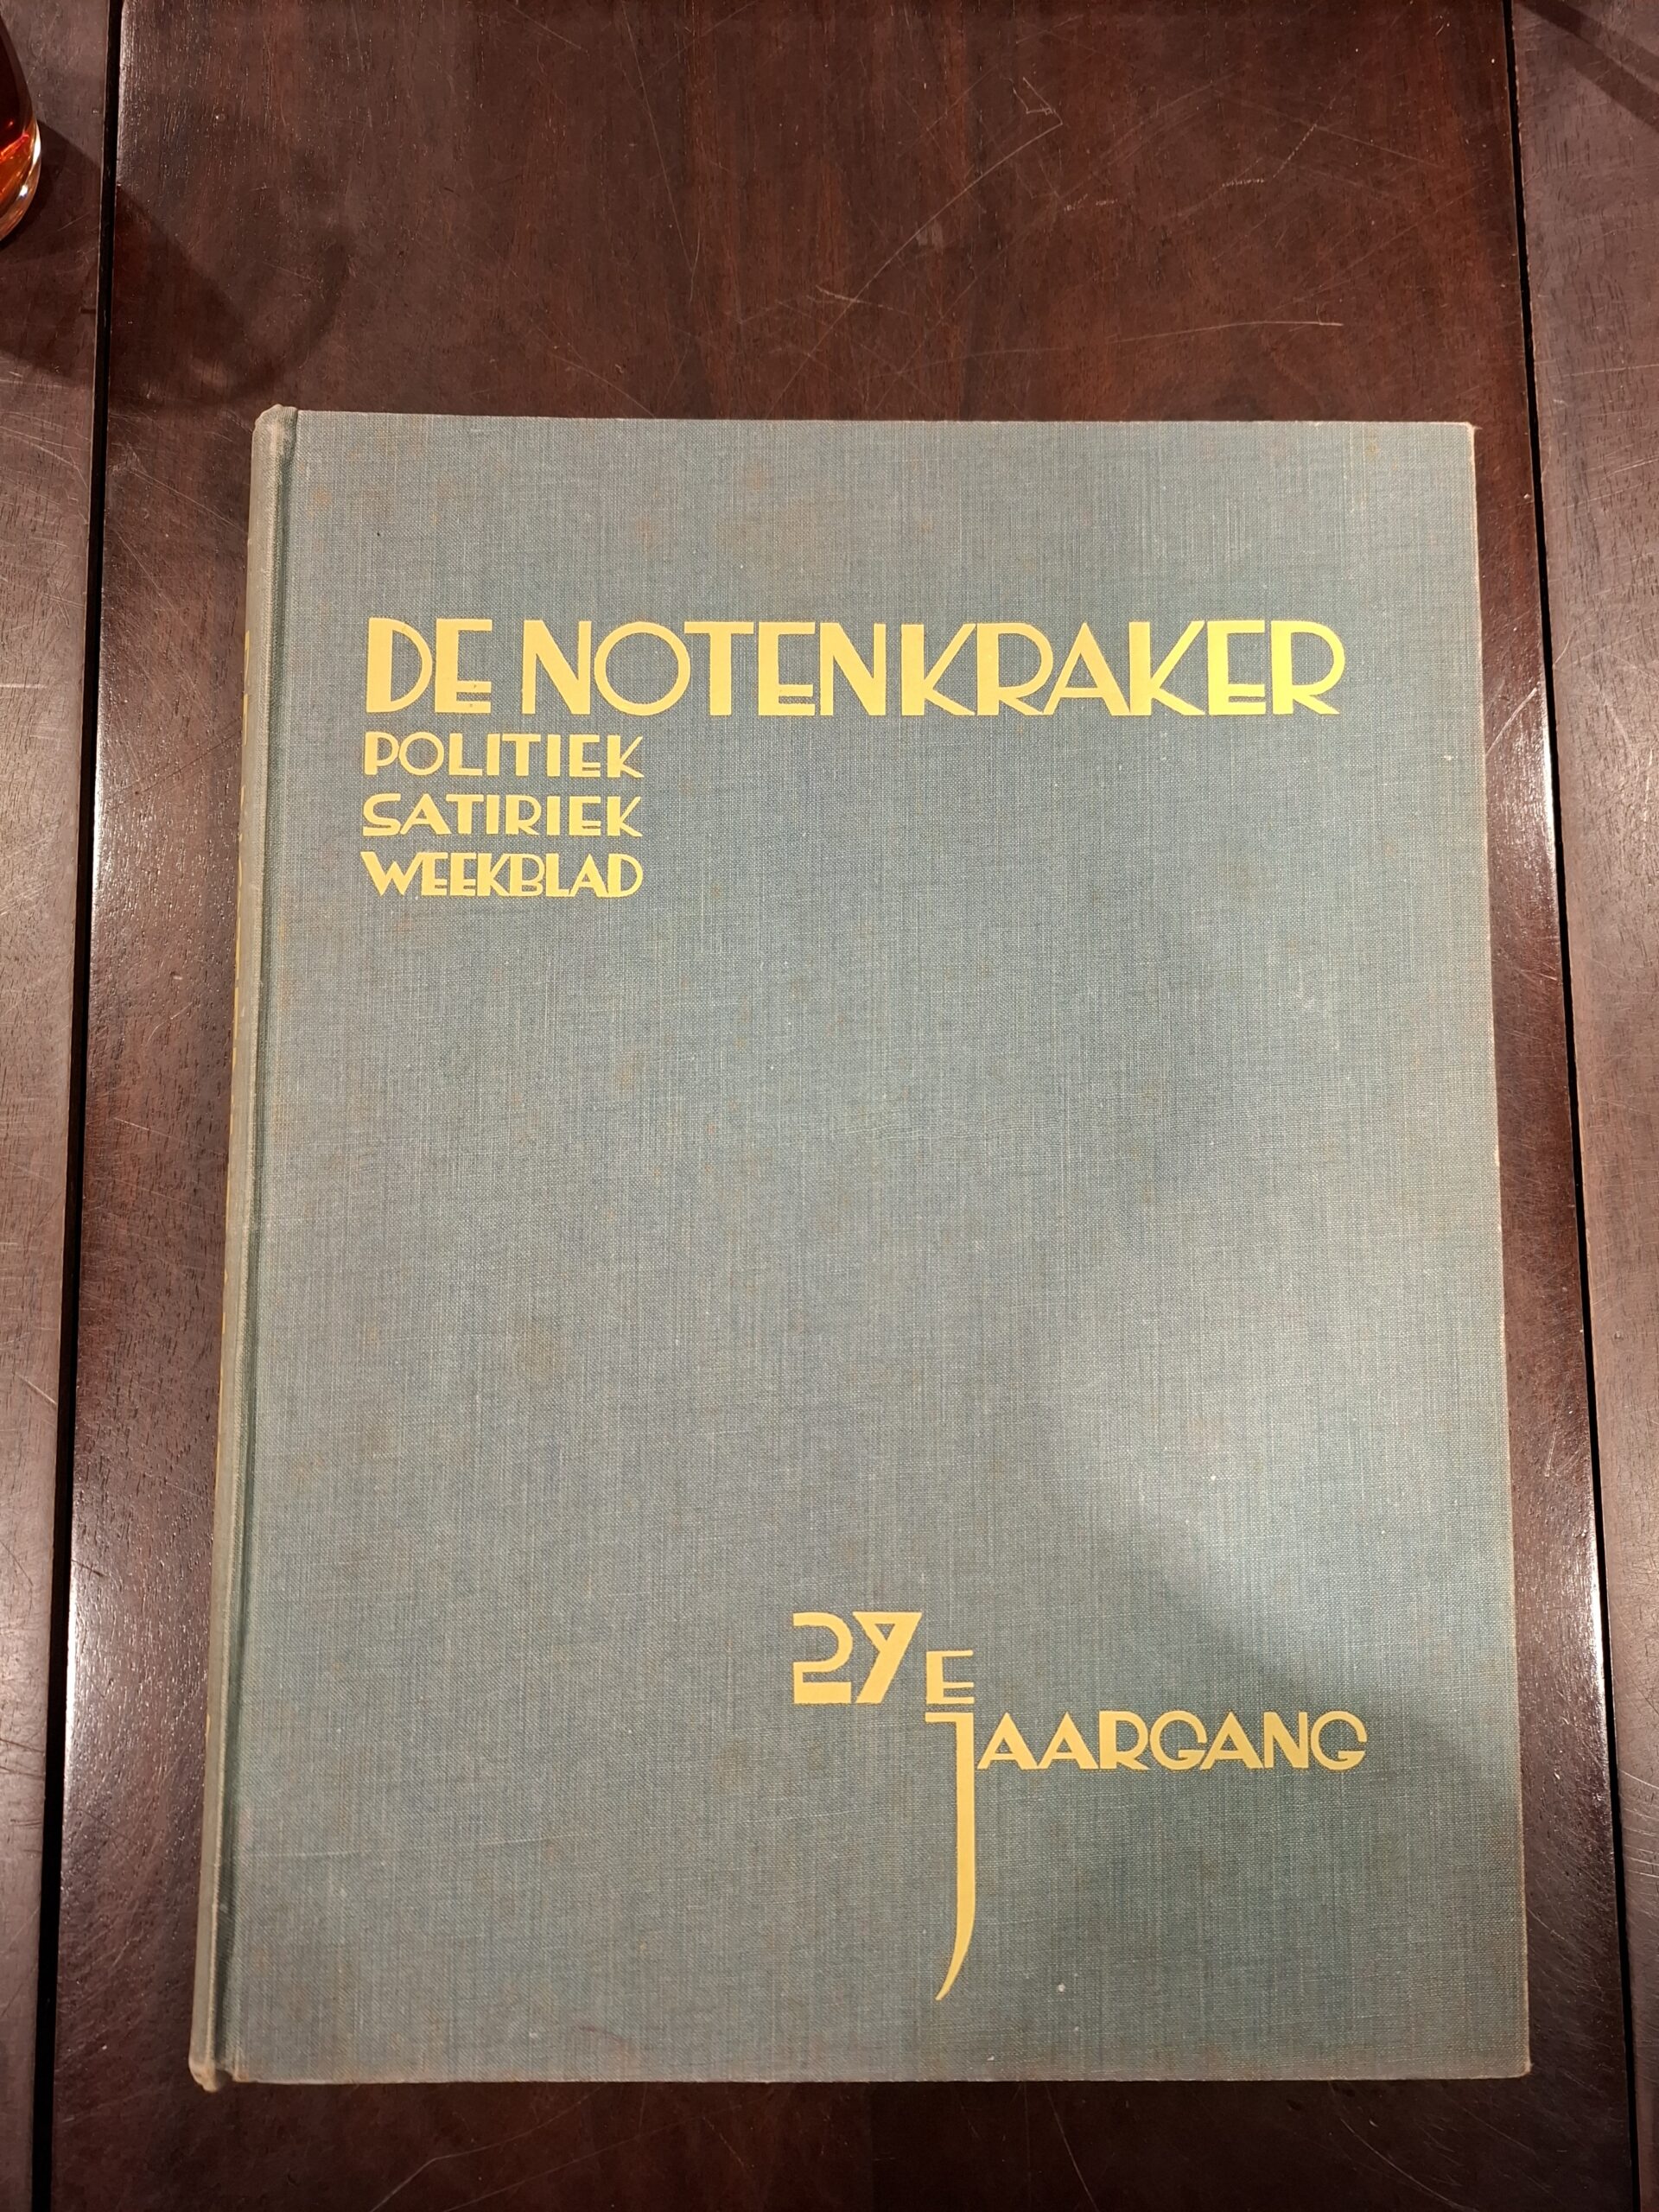 DE NOTENKRAKER
POLITIEK
SATIRIEK
WEEKBLAD
27E
JAARGANG